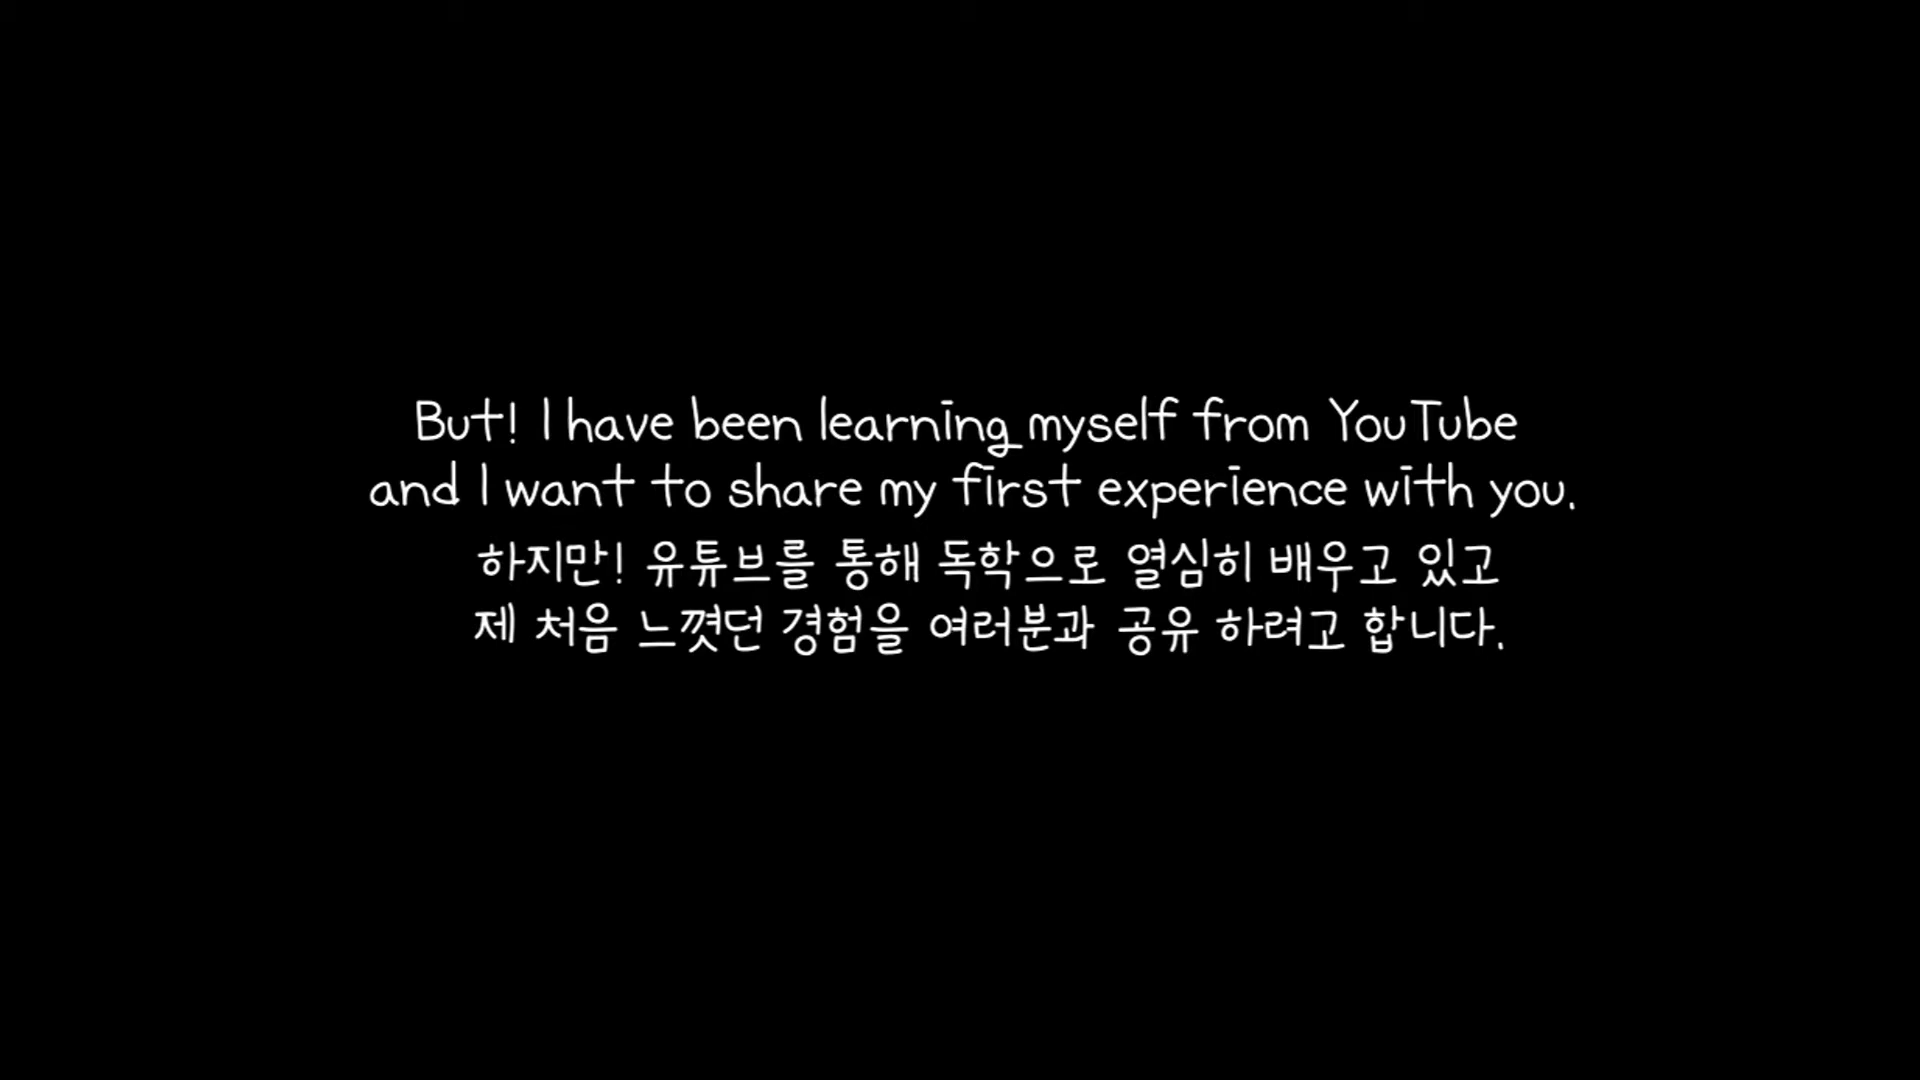 But! I have been learning myself from YouTube
and I want to share my first experience with you.
하지만! 유튜브를 통해 독학으로 열심히 배우고 있고
제 처음 느꼈던 경험을 여러분과 공유 하려고 합니다.